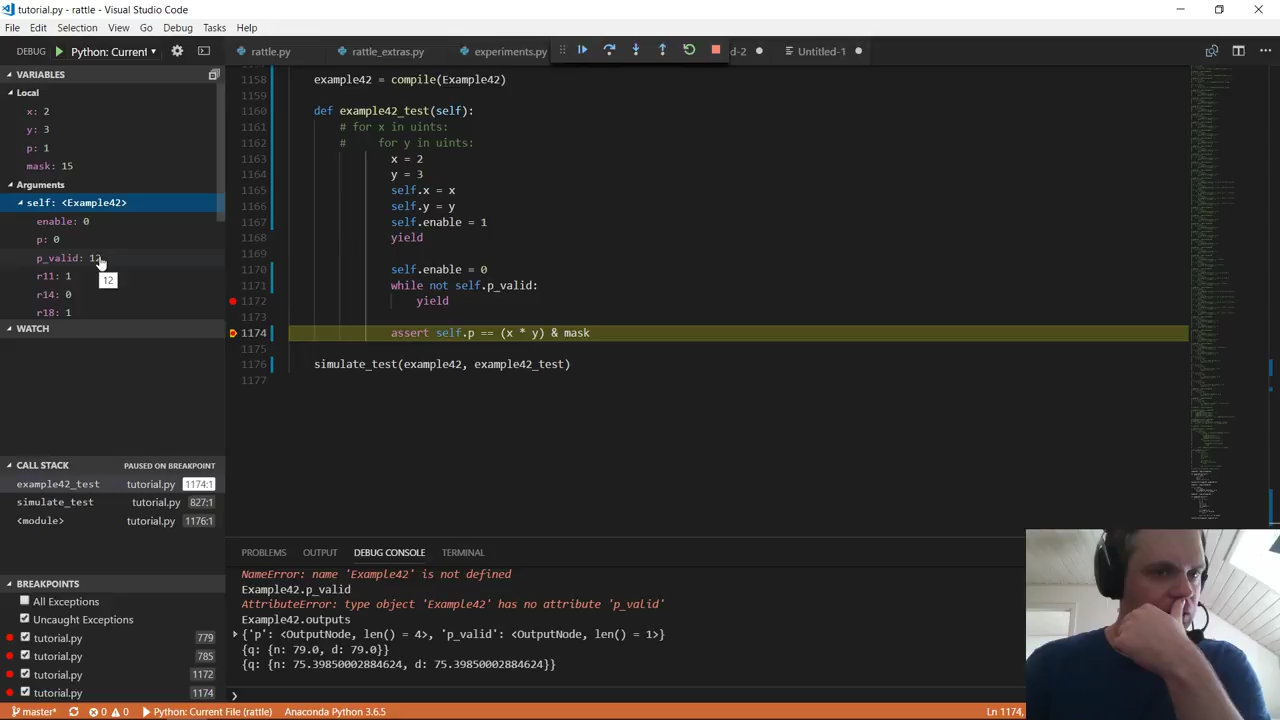 tutorial.py - rattle - Visual Studio Code
File Edit Selection View Go Debug Tasks Help
DEBUG Python: Current
rattle.py rattle_extras.py experiments.py d-2 Untitled-1
VARIABLES
Local
x: 2
y: 3
p: 1
mask: 15
Arguments
self: <Example42>
enable: 0
p: 0
p_valid: 12
12
r11: 1
r14: 0
r18: 1
WATCH
CALL STACK PAUSED ON BREAKPOINT
example42_test tutorial.py 1174:1
simulate_test tutorial.py 827:1
<module> tutorial.py 1176:1
BREAKPOINTS
All Exceptions
Uncaught Exceptions
tutorial.py 779
tutorial.py 785
tutorial.py 1172
tutorial.py 1174
1158 example42 = compile(Example42)
1159
1160 def example42_test(self):
1161 # for x in uints:
1162 # for y in uints:
1163 x = 2
1164 y = 3
1165 self.x = x
1166 self.y = y
1167 self.enable = 1
1168 yield
1169
1170 self.enable = 0
1171 while not self.p_valid:
1172 yield
1173
1174 assert self.p == (x * y) & mask
1175
1176 simulate_test(example42, example42_test)
1177
PROBLEMS OUTPUT DEBUG CONSOLE TERMINAL
NameError: name 'Example42' is not defined
Example42.p_valid
AttributeError: type object 'Example42' has no attribute 'p_valid'
Example42.outputs
{'p': <OutputNode, len() = 4>, 'p_valid': <OutputNode, len() = 1>}
{q: {n: 79.0, d: 79.0}}
{q: {n: 75.39850002884624, d: 75.39850002884624}}
master* 0 0 Python: Current File (rattle) Anaconda Python 3.6.5 Ln 1174,